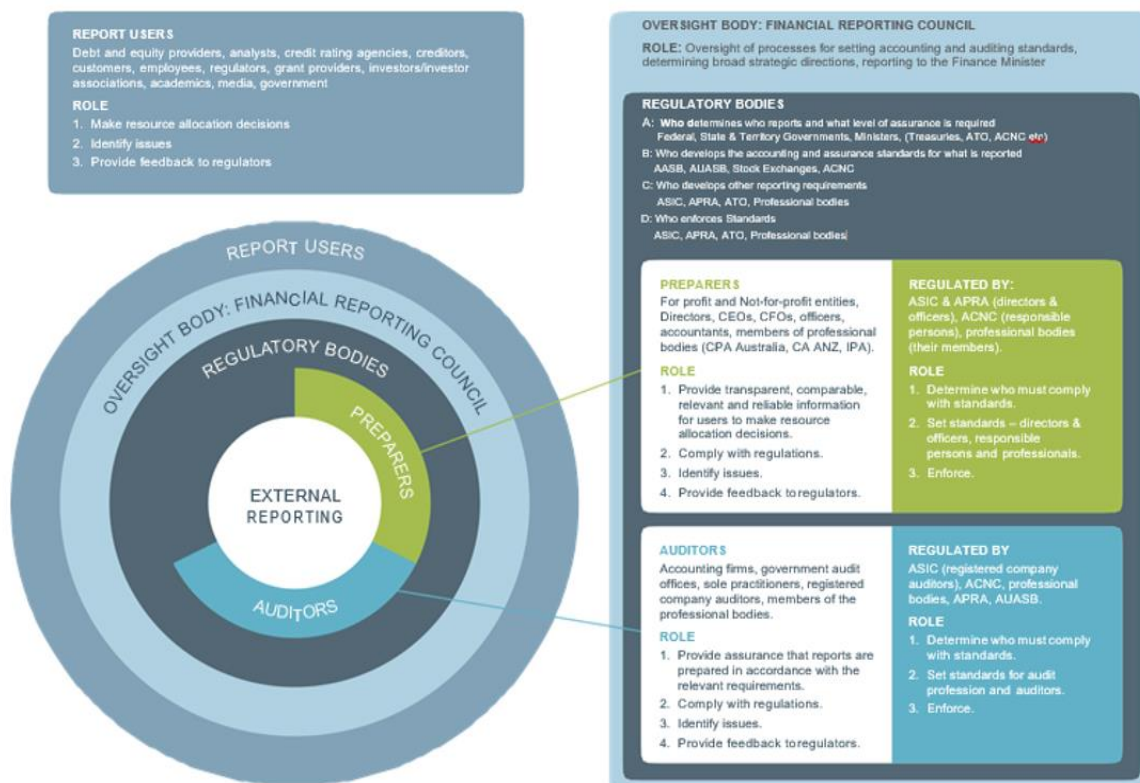 REPORT USERS
Debt and equity providers, analysts, credit rating agencies, creditors,
customers, employees, regulators, grant providers, investors/investor
associations, academics, media, government
ROLE
1. Make resource allocation decisions
2. Identify issues
3. Provide feedback to regulators
REPORT USERS
OVERSIGHT BODY: FINANCIAL REPORTING COUNCIL
REGULATORY BODIES
PREPARERS
EXTERNAL
REPORTING
AUDITORS
OVERSIGHT BODY: FINANCIAL REPORTING COUNCIL
ROLE: Oversight of processes for setting accounting and auditing standards,
determining broad strategic directions, reporting to the Finance Minister
REGULATORY BODIES
A: Who determines who reports and what level of assurance is required
Federal, State & Territory Governments, Ministers, (Treasuries, ATO, ACNC etc)
B: Who develops the accounting and assurance standards for what is reported
AASB, AUASB, Stock Exchanges, ACNC
C: Who develops other reporting requirements
ASIC, APRA, ATO, Professional bodies
D: Who enforces Standards
ASIC, APRA, ATO, Professional bodies
PREPARERS
For profit and Not-for-profit entities,
Directors, CEOs, CFOs, officers,
accountants, members of professional
bodies (CPA Australia, CA ANZ, IPA).
ROLE
1. Provide transparent, comparable,
relevant and reliable information
for users to make resource
allocation decisions.
2. Comply with regulations.
3. Identify issues.
4. Provide feedback to regulators.
REGULATED BY:
ASIC & APRA (directors &
officers), ACNC (responsible
persons), professional bodies
(their members).
ROLE
1. Determine who must comply
with standards.
2. Set standards – directors &
officers, responsible
persons and professionals.
3. Enforce.
AUDITORS
Accounting firms, government audit
offices, sole practitioners, registered
company auditors, members of the
professional bodies.
ROLE
1. Provide assurance that reports are
prepared in accordance with the
relevant requirements.
2. Comply with regulations.
3. Identify issues.
4. Provide feedback to regulators.
REGULATED BY
ASIC (registered company
auditors), ACNC, professional
bodies, APRA, AUASB.
ROLE
1. Determine who must comply
with standards.
2. Set standards for audit
profession and auditors.
3. Enforce.